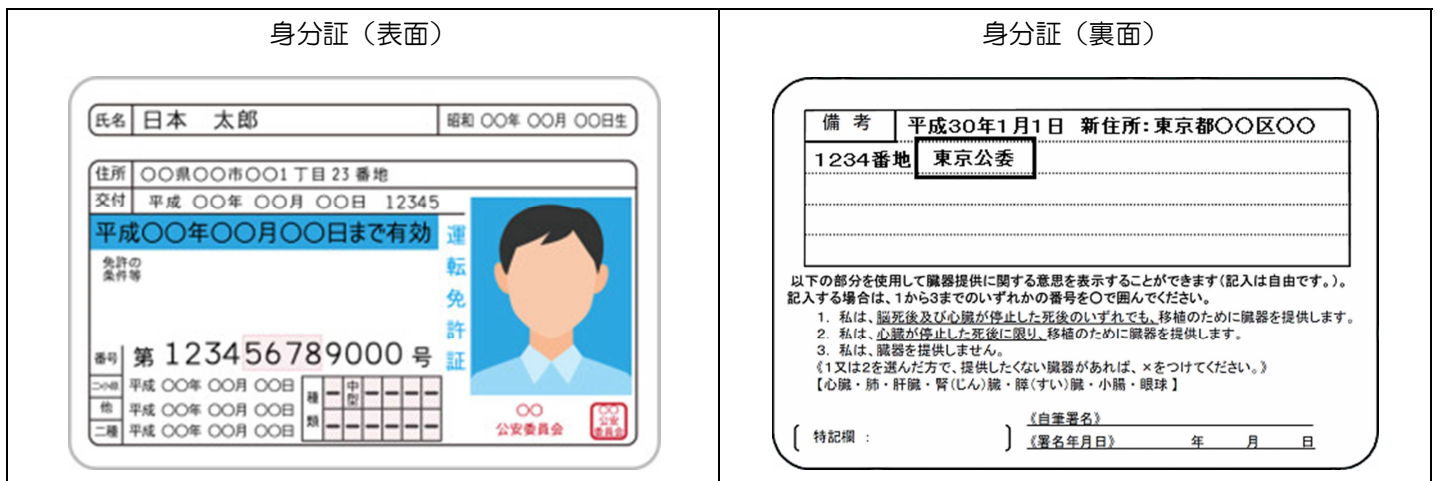 身分証（表面）
氏名 日本 太郎 昭和 〇〇年 〇〇月 〇〇日生
住所 〇〇県〇〇市〇〇1丁目23番地
交付 平成 〇〇年 〇〇月 〇〇日 12345
平成〇〇年〇〇月〇〇日まで有効
免許の
条件等
運転免許証
番号 第 123456789000 号
二・小・原 平成 〇〇年 〇〇月 〇〇日
他 平成 〇〇年 〇〇月 〇〇日
二種 平成 〇〇年 〇〇月 〇〇日
種類 ー 中型 ー ー ー ー
ー ー ー ー ー ー
〇〇
公安委員会
〇〇
公安
委員会
身分証（裏面）
備考 平成30年1月1日 新住所：東京都〇〇区〇〇
1234番地 東京公委
以下の部分を使用して臓器提供に関する意思を表示することができます（記入は自由です。）。
記入する場合は、1から3までのいずれかの番号を〇で囲んでください。
1. 私は、脳死後及び心臓が停止した死後のいずれでも、移植のために臓器を提供します。
2. 私は、心臓が停止した死後に限り、移植のために臓器を提供します。
3. 私は、臓器を提供しません。
《1又は2を選んだ方で、提供したくない臓器があれば、×をつけてください。》
【心臓・肺・肝臓・腎（じん）臓・膵（すい）臓・小腸・眼球】
〔特記欄： 〕
《自筆署名》
《署名年月日》 年 月 日